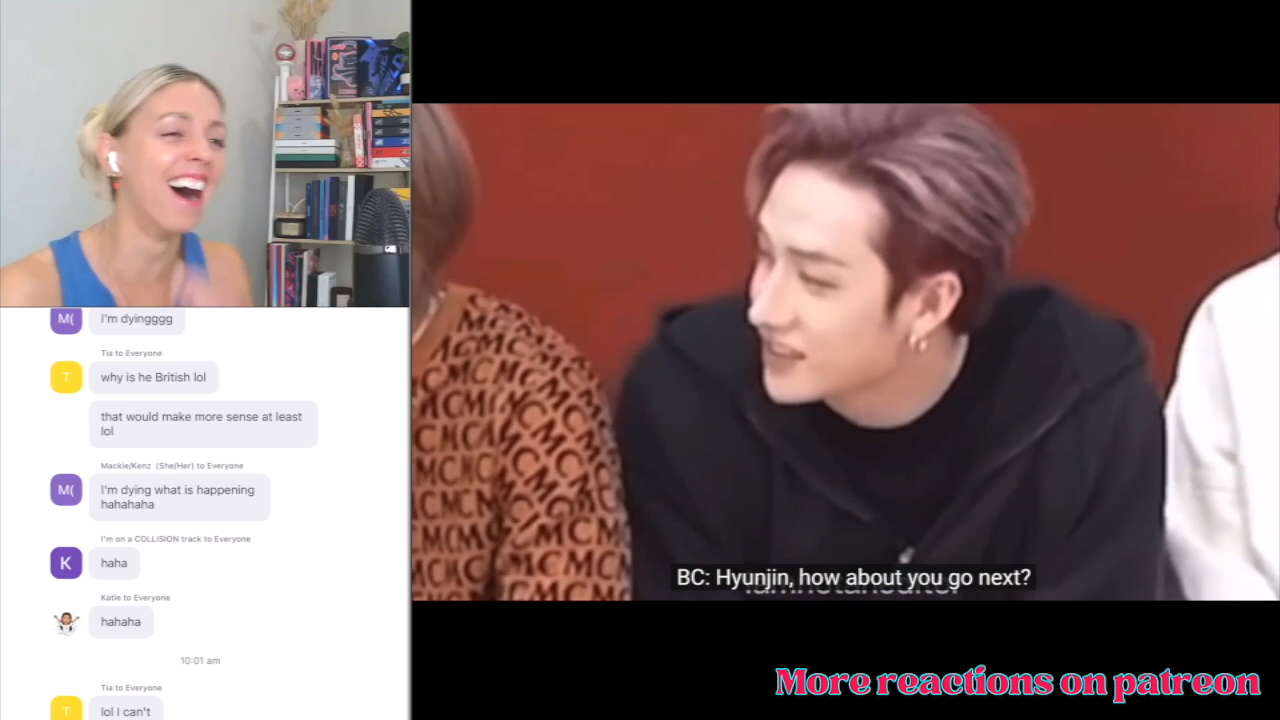 M(
I'm dyingggg
Tia to Everyone
T
why is he British lol
that would make more sense at least
lol
Mackie/Kenz (She/Her) to Everyone
M(
I'm dying what is happening
hahahaha
I'm on a COLLISION track to Everyone
K
haha
Katie to Everyone
hahaha
10:01 am
Tia to Everyone
T
lol I can't
BC: Hyunjin, how about you go next?
More reactions on patreon